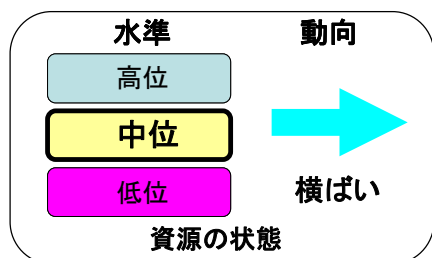 水準 動向
高位
中位
低位
横ばい
資源の状態